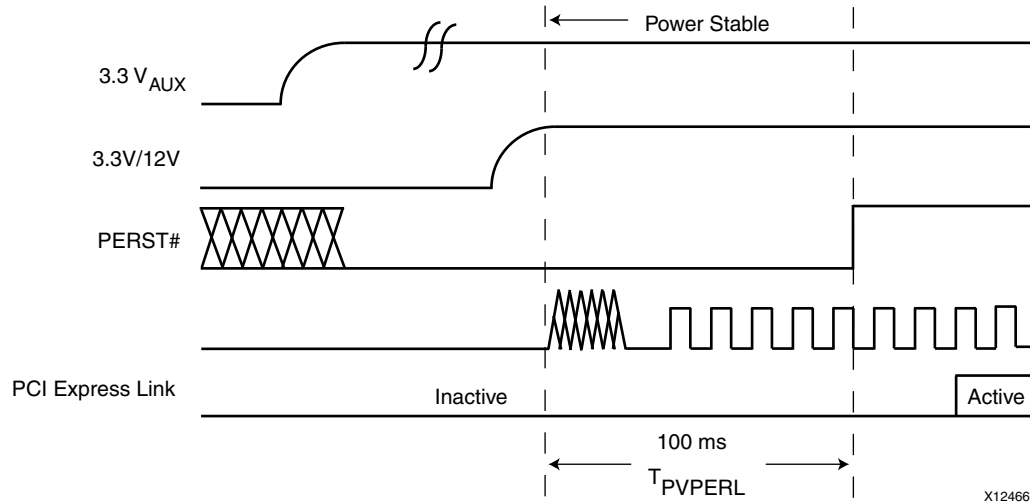 Power Stable
3.3 VAUX
3.3V/12V
PERST#
PCI Express Link
Inactive
Active
100 ms
TPVPERL
X12466